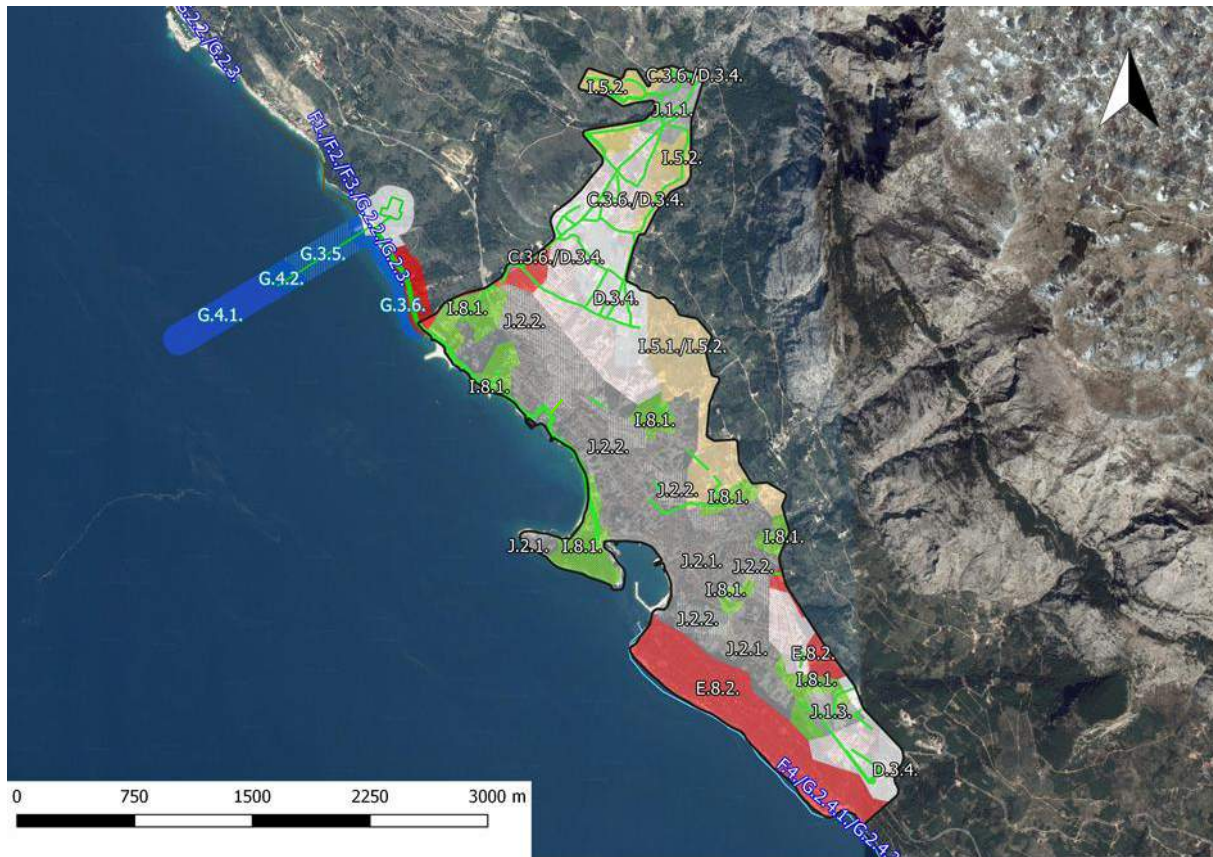 G.2.2./G.2.3.
C.3.6./D.3.4.
I.5.2.
J.1.1.
F.1./F.2./F.3./G.2.2./G.2.3.
I.5.2.
C.3.6./D.3.4.
G.3.5.
C.3.6./D.3.4.
G.4.2.
D.3.4.
G.3.6.
G.4.1.
I.8.1.
J.2.2.
I.5.1./I.5.2.
I.8.1.
I.8.1.
J.2.2.
J.2.2.
I.8.1.
I.8.1.
J.2.1.
I.8.1.
J.2.1.
J.2.2.
I.8.1.
J.2.2.
J.2.1.
E.8.2.
I.8.1.
E.8.2.
J.1.3.
D.3.4.
F.4./G.2.4.1./G.2.4.2
0 750 1500 2250 3000 m